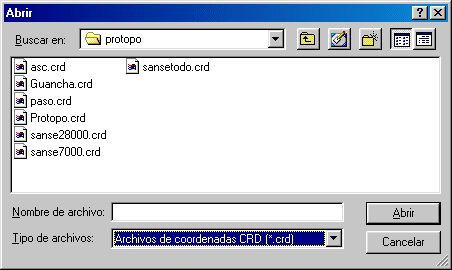 Abrir
Buscar en: protopo
asc.crd
Guancha.crd
paso.crd
Protopo.crd
sanse28000.crd
sanse7000.crd
sansetodo.crd
Nombre de archivo:
Abrir
Tipo de archivos: Archivos de coordenadas CRD (*.crd)
Cancelar